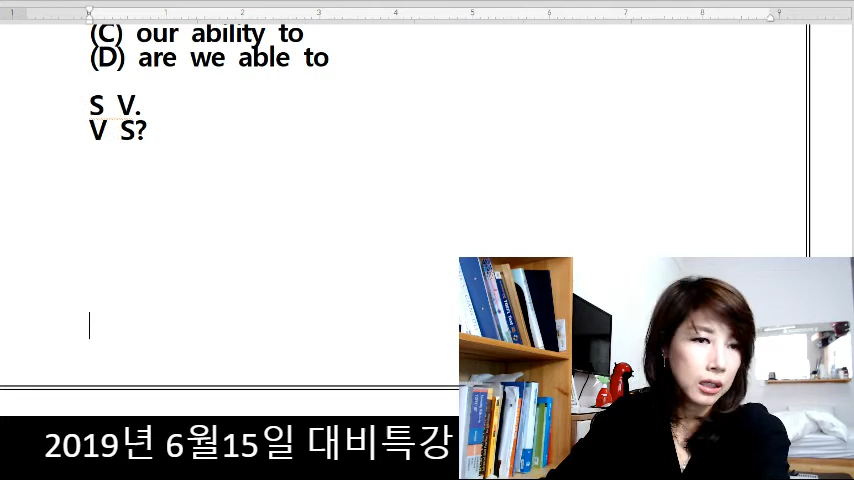 (C) our ability to
(D) are we able to
S V.
V S?
2019년 6월15일 대비특강